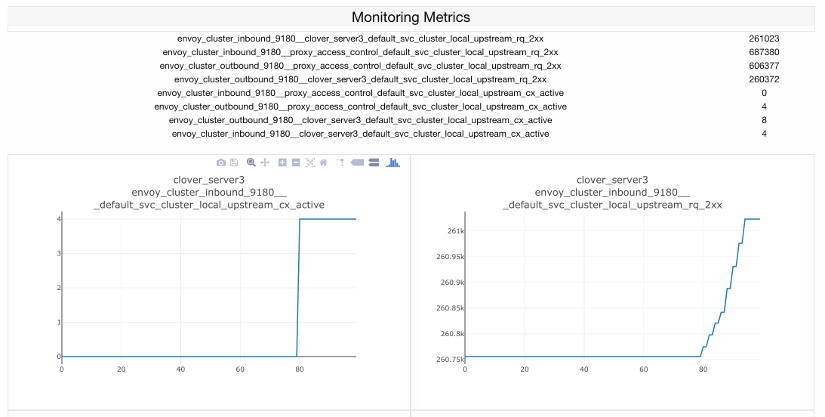 Monitoring Metrics
envoy_cluster_inbound_9180__clover_server3_default_svc_cluster_local_upstream_rq_2xx 261023
envoy_cluster_inbound_9180__proxy_access_control_default_svc_cluster_local_upstream_rq_2xx 687380
envoy_cluster_outbound_9180__proxy_access_control_default_svc_cluster_local_upstream_rq_2xx 606377
envoy_cluster_outbound_9180__clover_server3_default_svc_cluster_local_upstream_rq_2xx 260372
envoy_cluster_inbound_9180__proxy_access_control_default_svc_cluster_local_upstream_cx_active 0
envoy_cluster_outbound_9180__proxy_access_control_default_svc_cluster_local_upstream_cx_active 4
envoy_cluster_outbound_9180__clover_server3_default_svc_cluster_local_upstream_cx_active 8
envoy_cluster_inbound_9180__clover_server3_default_svc_cluster_local_upstream_cx_active 4
clover_server3
envoy_cluster_inbound_9180__
_default_svc_cluster_local_upstream_cx_active
4
3
2
1
0
0 20 40 60 80
clover_server3
envoy_cluster_inbound_9180__
_default_svc_cluster_local_upstream_rq_2xx
261k
260.95k
260.9k
260.85k
260.8k
260.75k
0 20 40 60 80